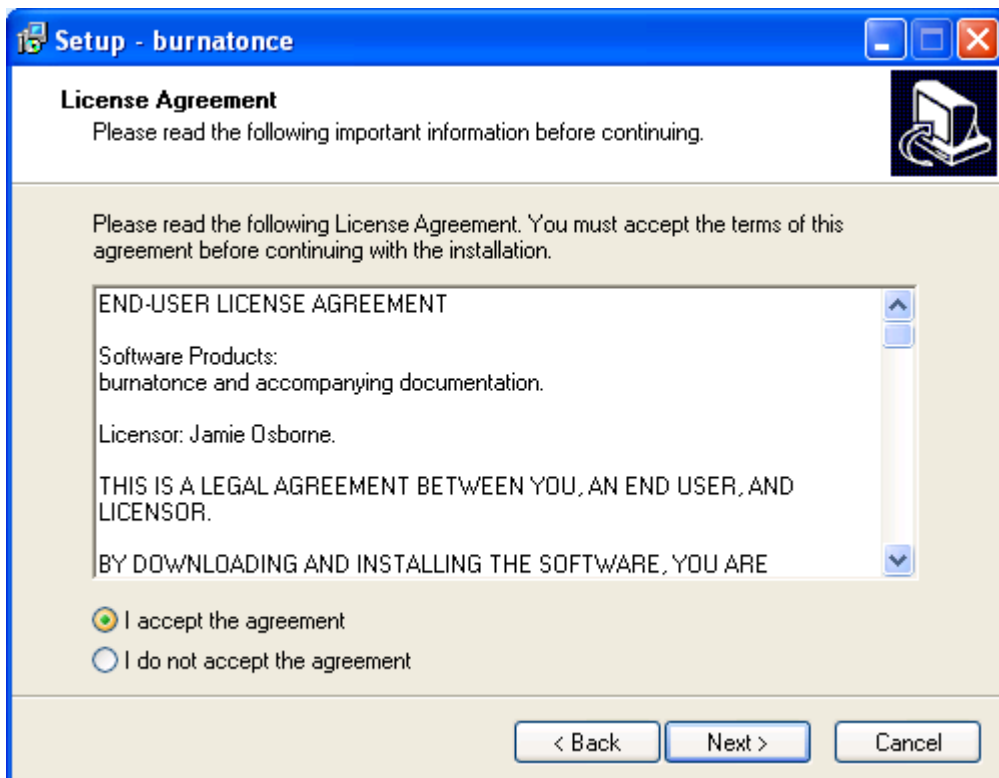 Setup - burnatonce
License Agreement
Please read the following important information before continuing.
Please read the following License Agreement. You must accept the terms of this
agreement before continuing with the installation.
END-USER LICENSE AGREEMENT
Software Products:
burnatonce and accompanying documentation.
Licensor: Jamie Osborne.
THIS IS A LEGAL AGREEMENT BETWEEN YOU, AN END USER, AND
LICENSOR.
BY DOWNLOADING AND INSTALLING THE SOFTWARE, YOU ARE
I accept the agreement
I do not accept the agreement
< Back
Next >
Cancel